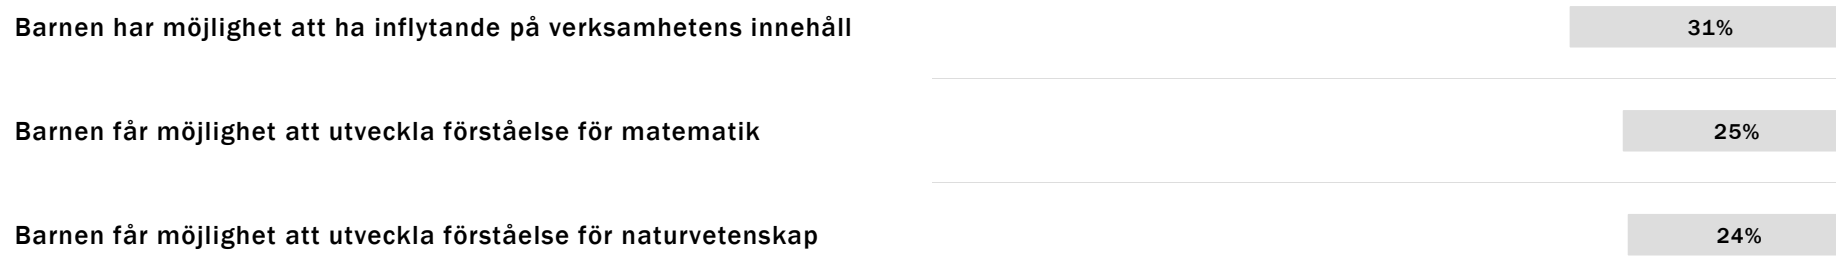 Barnen har möjlighet att ha inflytande på verksamhetens innehåll 31%
Barnen får möjlighet att utveckla förståelse för matematik 25%
Barnen får möjlighet att utveckla förståelse för naturvetenskap 24%